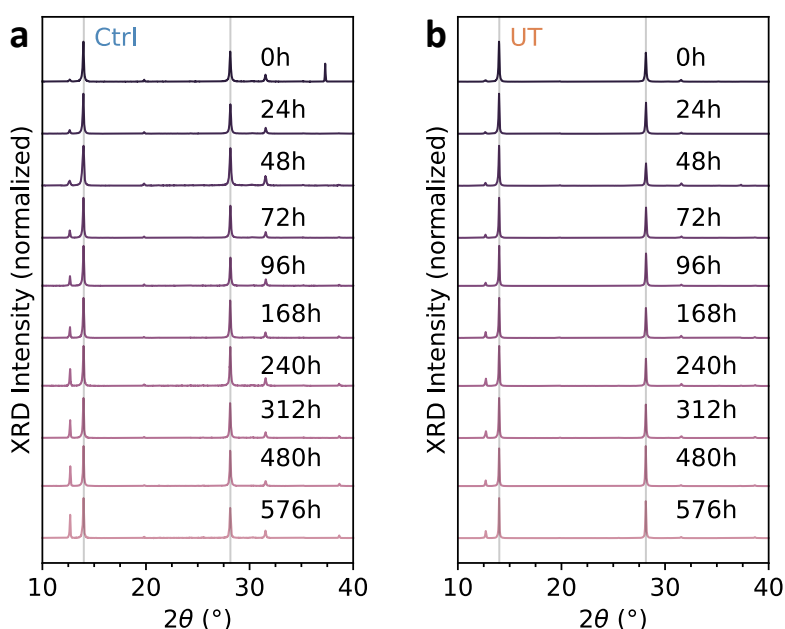 a
Ctrl
0h
24h
48h
72h
96h
168h
240h
312h
480h
576h
XRD Intensity (normalized)
10 20 30 40
2θ (°)
b
UT
0h
24h
48h
72h
96h
168h
240h
312h
480h
576h
XRD Intensity (normalized)
10 20 30 40
2θ (°)